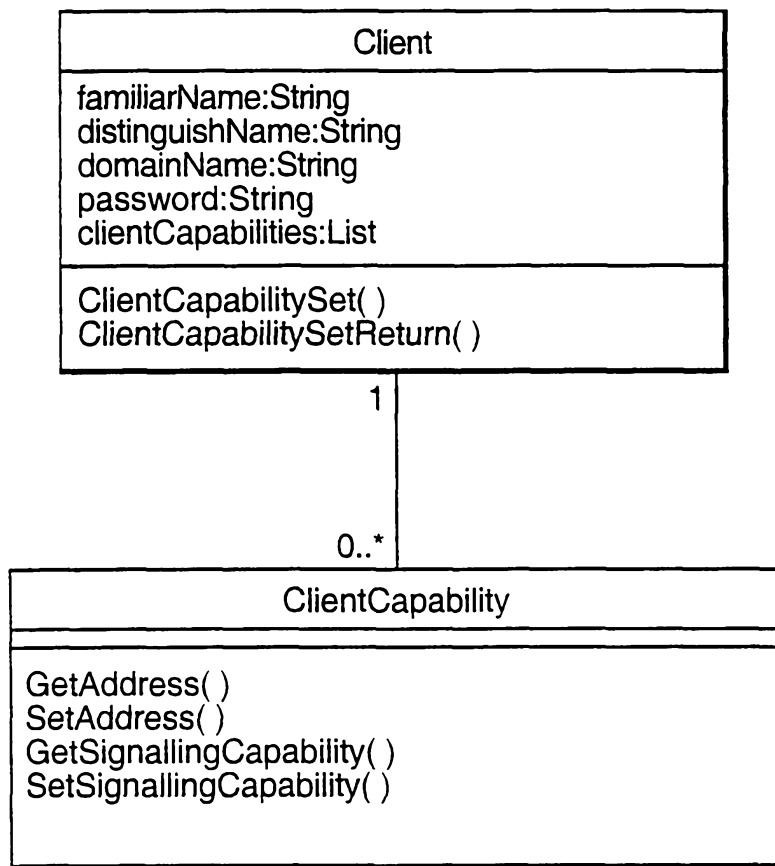 Client
familiarName:String
distinguishName:String
domainName:String
password:String
clientCapabilities:List
ClientCapabilitySet( )
ClientCapabilitySetReturn( )
1
0..*
ClientCapability
GetAddress( )
SetAddress( )
GetSignallingCapability( )
SetSignallingCapability( )